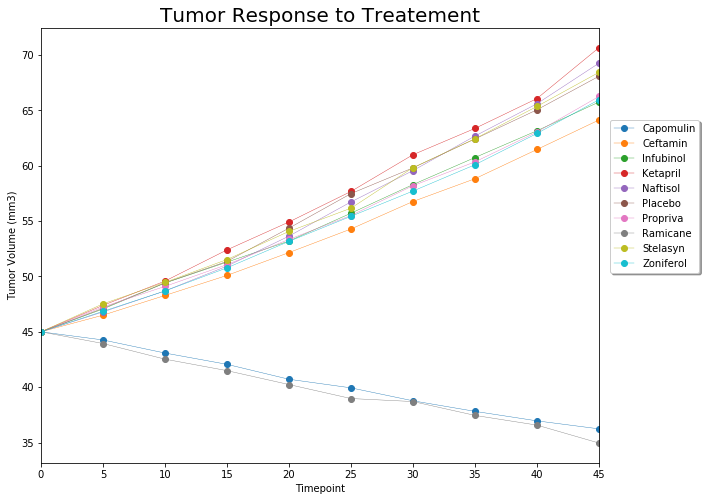 Tumor Response to Treatement
Tumor Volume (mm3)
70
65
60
55
50
45
40
35
0 5 10 15 20 25 30 35 40 45
Timepoint
Capomulin
Ceftamin
Infubinol
Ketapril
Naftisol
Placebo
Propriva
Ramicane
Stelasyn
Zoniferol